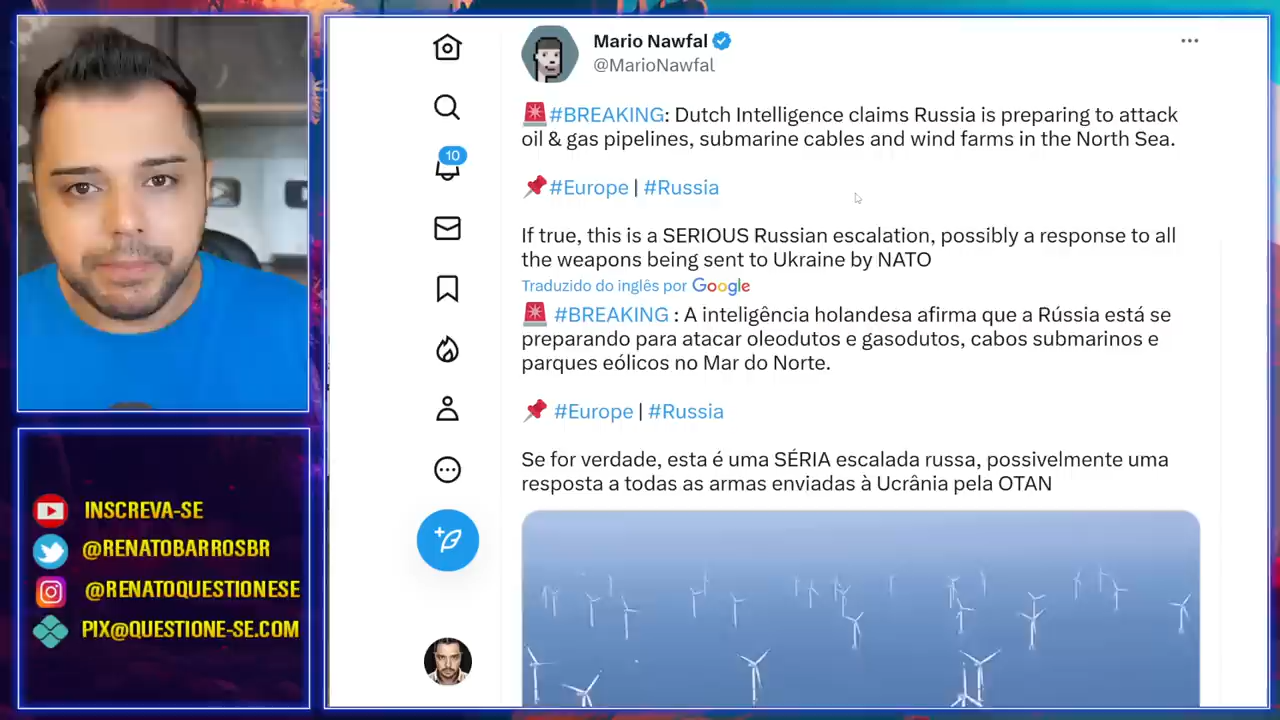 Mario Nawfal
@MarioNawfal
🚨#BREAKING: Dutch Intelligence claims Russia is preparing to attack
oil & gas pipelines, submarine cables and wind farms in the North Sea.
📌#Europe | #Russia
If true, this is a SERIOUS Russian escalation, possibly a response to all
the weapons being sent to Ukraine by NATO
Traduzido do inglês por Google
🚨 #BREAKING : A inteligência holandesa afirma que a Rússia está se
preparando para atacar oleodutos e gasodutos, cabos submarinos e
parques eólicos no Mar do Norte.
📌 #Europe | #Russia
Se for verdade, esta é uma SÉRIA escalada russa, possivelmente uma
resposta a todas as armas enviadas à Ucrânia pela OTAN
10
INSCREVA-SE
@RENATOBARROSBR
@RENATOQUESTIONESE
PIX@QUESTIONE-SE.COM